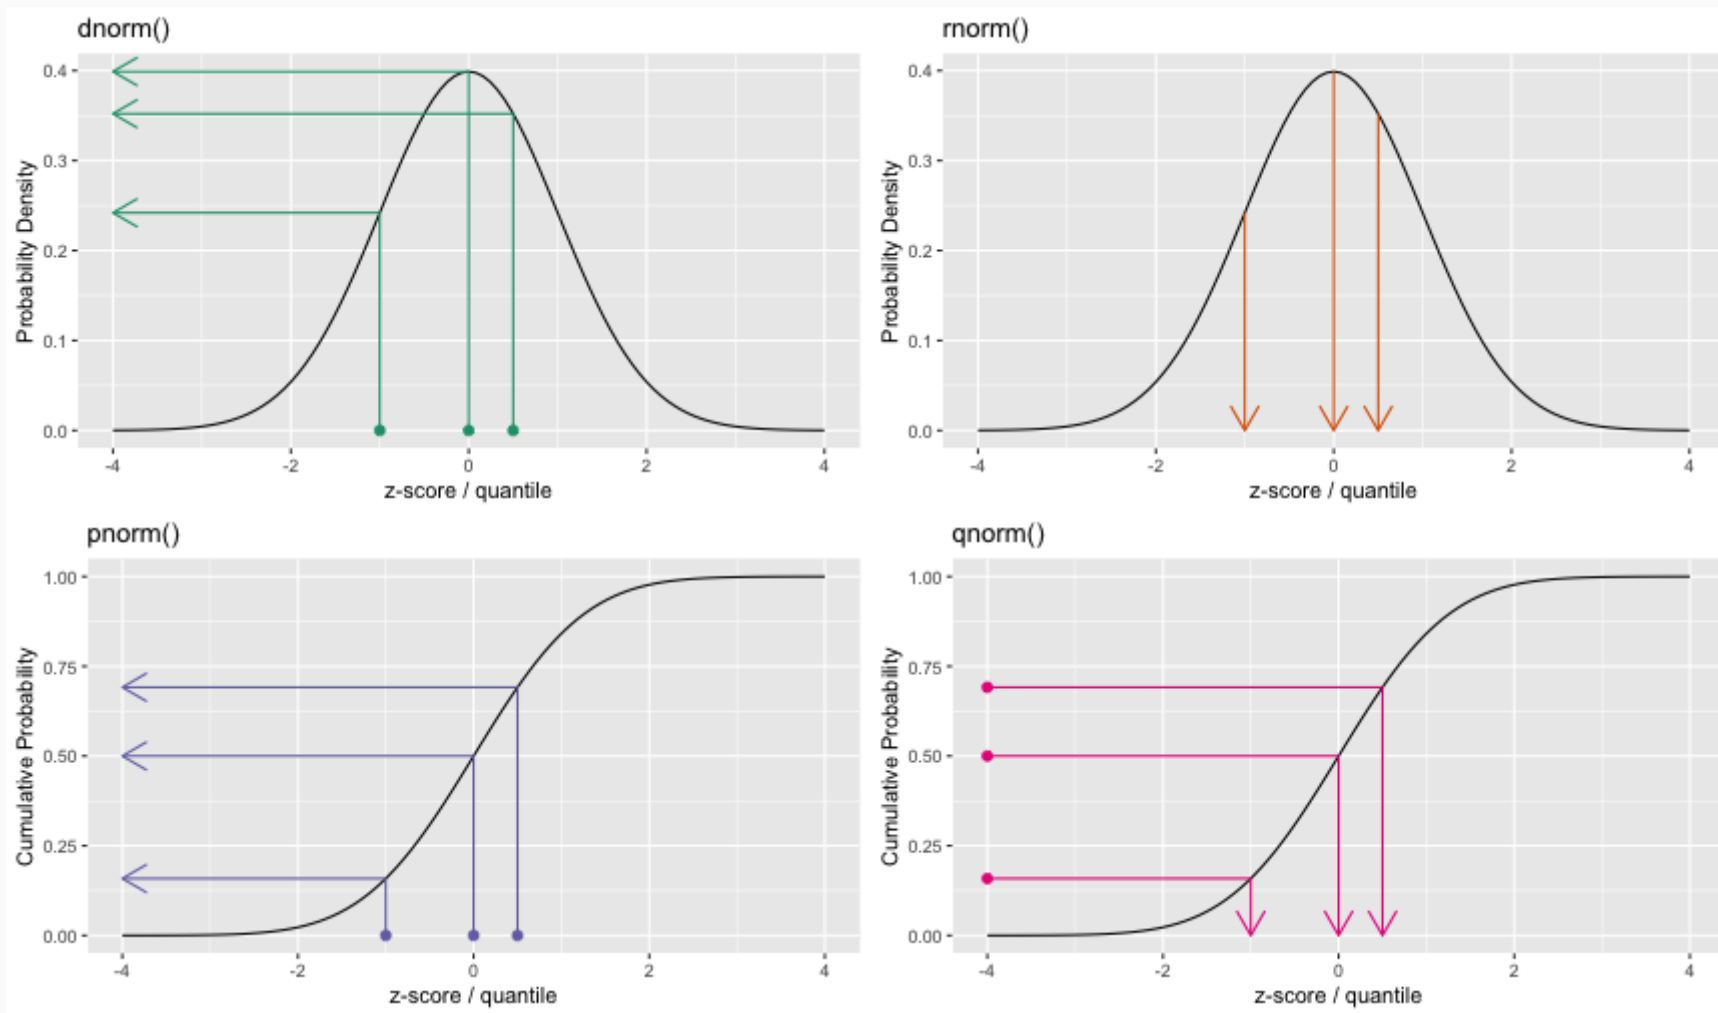 dnorm()
Probability Density
0.4
0.3
0.2
0.1
0.0
-4 -2 0 2 4
z-score / quantile
rnorm()
Probability Density
0.4
0.3
0.2
0.1
0.0
-4 -2 0 2 4
z-score / quantile
pnorm()
Cumulative Probability
1.00
0.75
0.50
0.25
0.00
-4 -2 0 2 4
z-score / quantile
qnorm()
Cumulative Probability
1.00
0.75
0.50
0.25
0.00
-4 -2 0 2 4
z-score / quantile